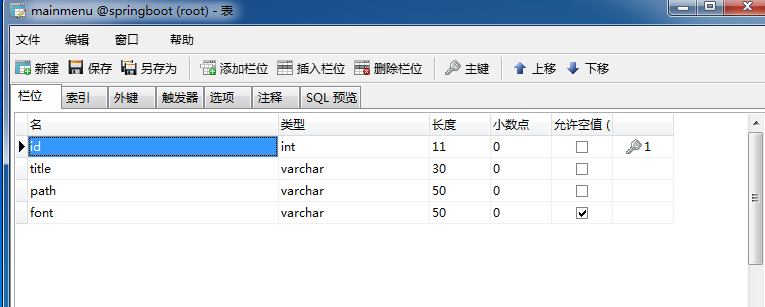 mainmenu @springboot (root) - 表
文件 编辑 窗口 帮助
新建 保存 另存为 添加栏位 插入栏位 删除栏位 主键 上移 下移
栏位 索引 外键 触发器 选项 注释 SQL 预览
名 类型 长度 小数点 允许空值 (
id int 11 0 1
title varchar 30 0
path varchar 50 0
font varchar 50 0